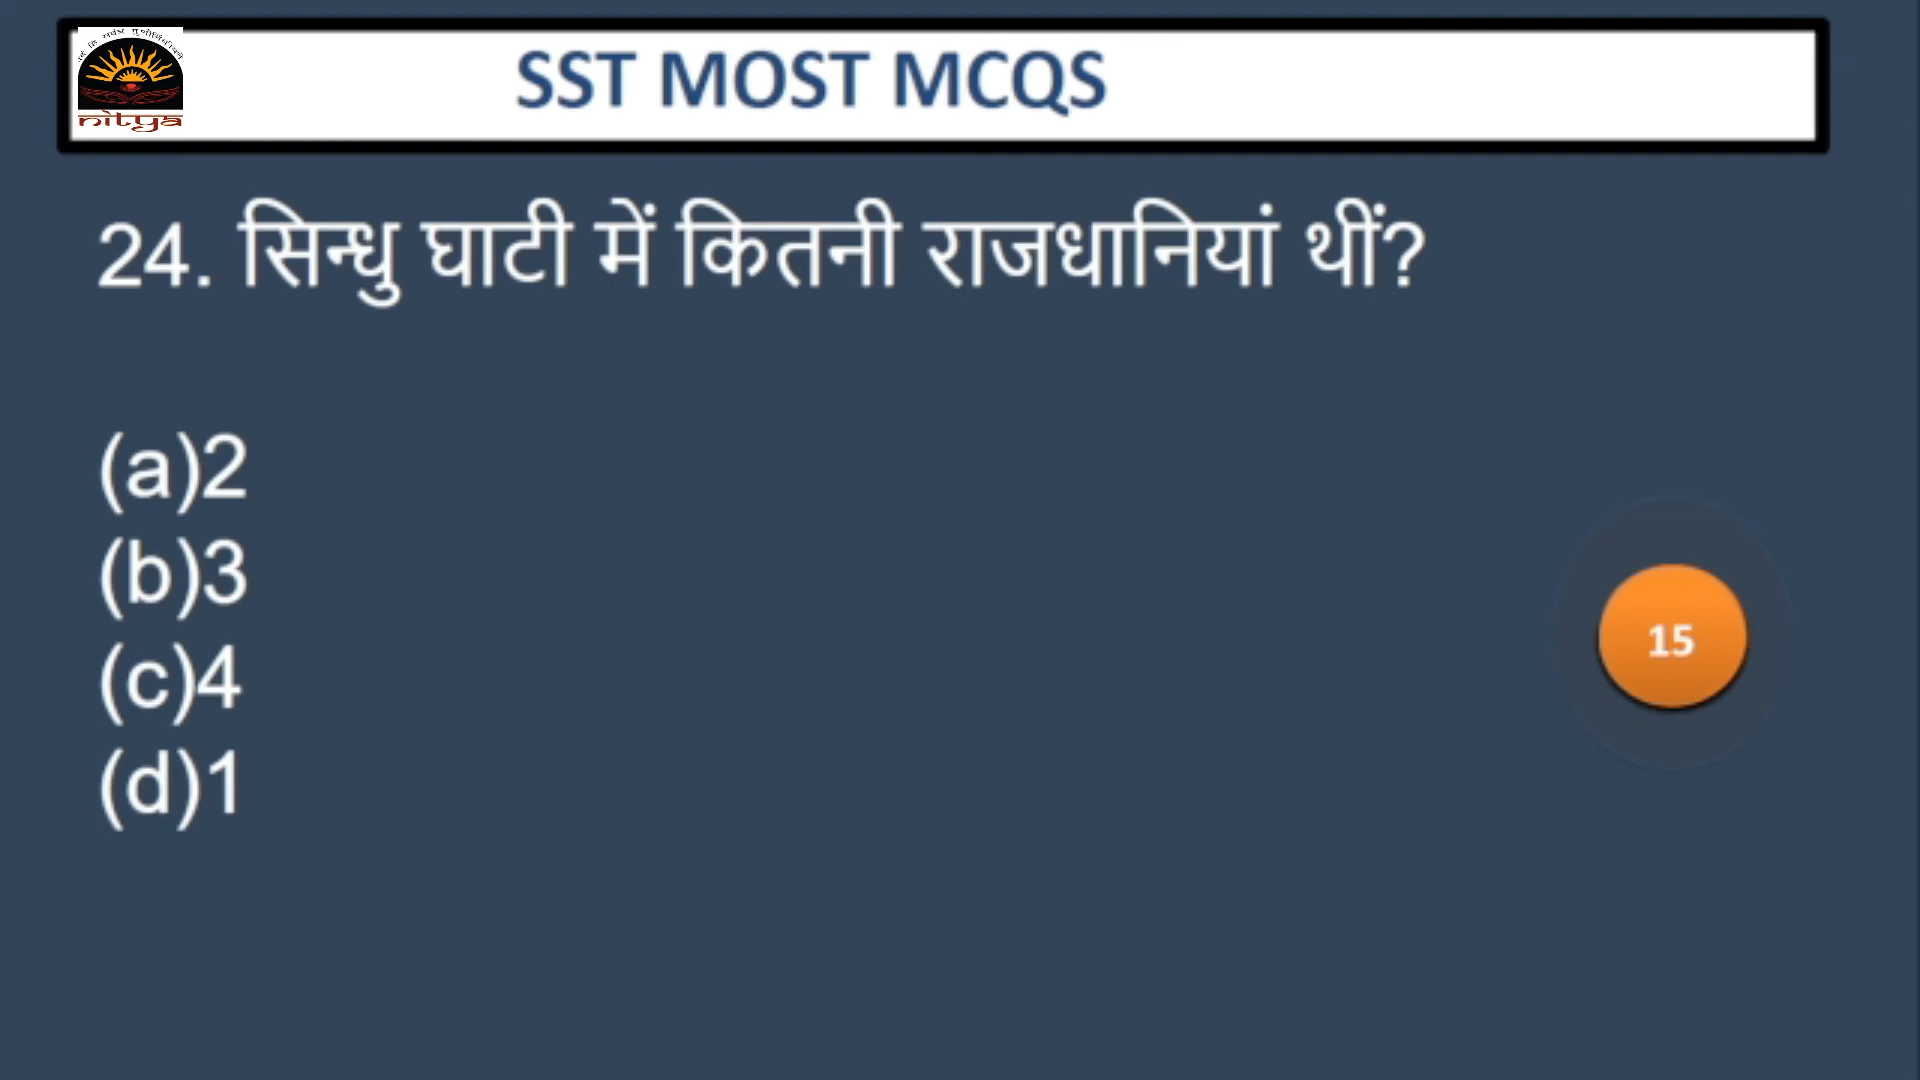 nitya
SST MOST MCQS
24. सिन्धु घाटी में कितनी राजधानियां थीं?
(a)2
(b)3
(c)4
(d)1
15